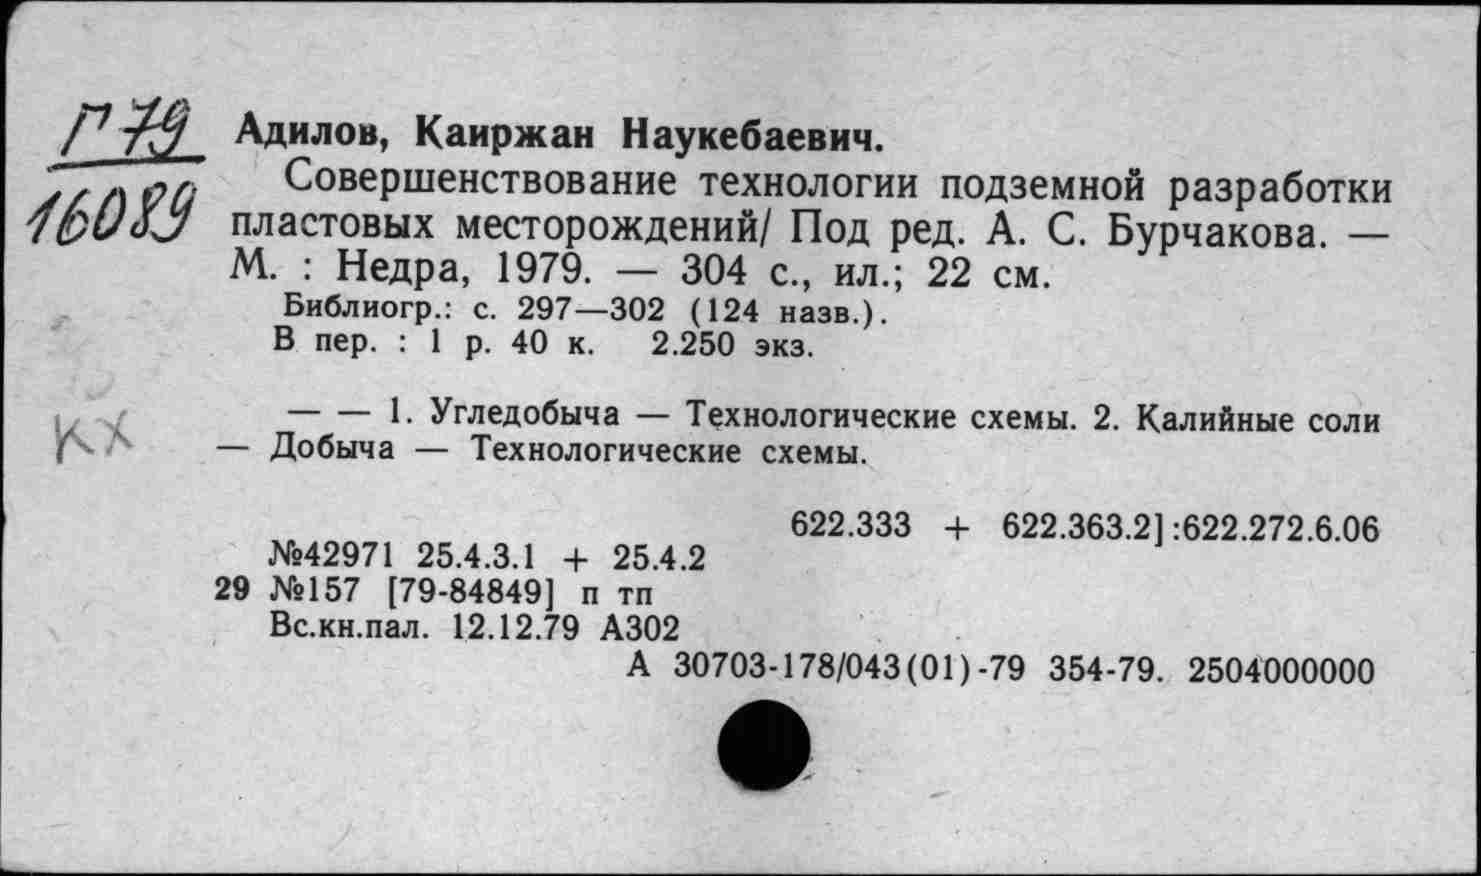 Г 79
16089
КХ
Адилов, Каиржан Наукебаевич.
Совершенствование технологии подземной разработки
пластовых месторождений/ Под ред. А. С. Бурчакова. —
М. : Недра, 1979. — 304 с., ил.; 22 см.
Библиогр.: с. 297—302 (124 назв.).
В пер. : 1 р. 40 к. 2.250 экз.
— — 1. Угледобыча — Технологические схемы. 2. Калийные соли
— Добыча — Технологические схемы.
622.333 + 622.363.2] :622.272.6.06
№42971 25.4.3.1 + 25.4.2
29 №157 [79-84849] п тп
Вс.кн.пал. 12.12.79 А302
А 30703-178/043(01)-79 354-79. 2504000000